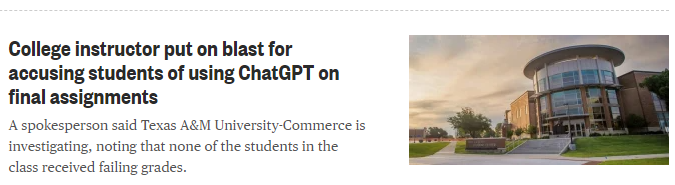 College instructor put on blast for
accusing students of using ChatGPT on
final assignments
A spokesperson said Texas A&M University-Commerce is
investigating, noting that none of the students in the
class received failing grades.